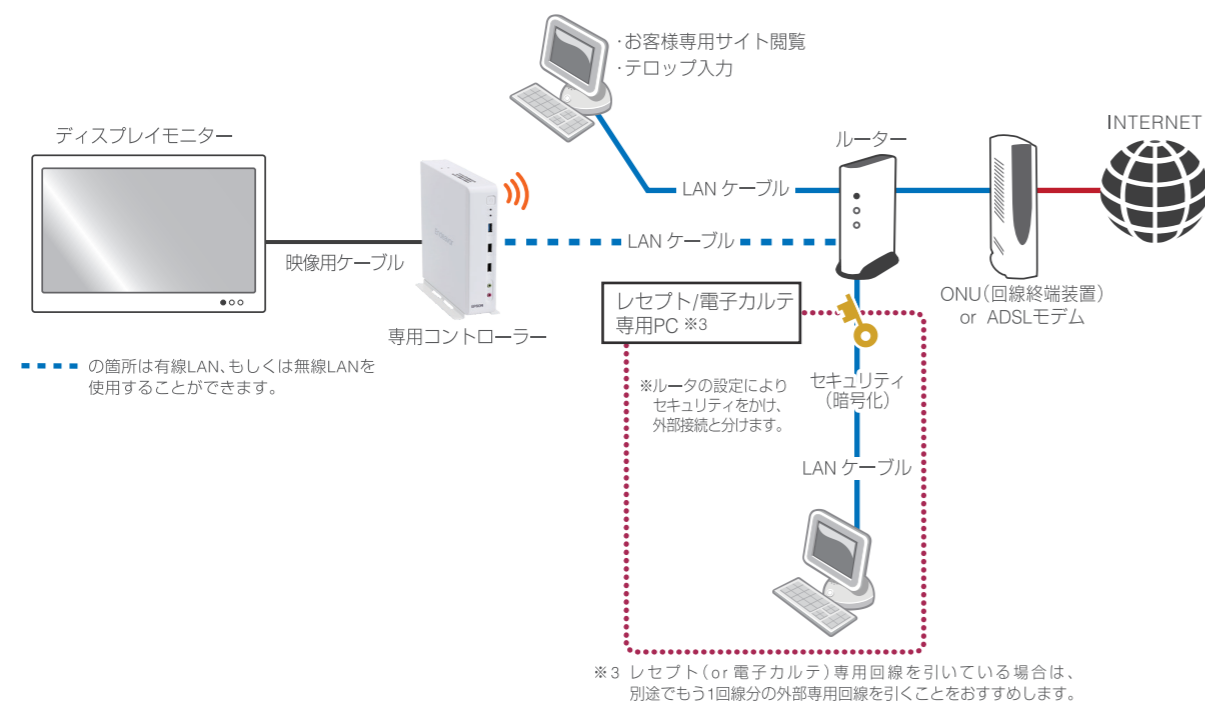 ・お客様専用サイト閲覧
・テロップ入力
INTERNET
ディスプレイモニター
ルーター
LAN ケーブル
LAN ケーブル
映像用ケーブル
専用コントローラー
ONU(回線終端装置)
or ADSLモデム
レセプト/電子カルテ
専用PC ※3
の箇所は有線LAN、もしくは無線LANを
使用することができます。
※ルータの設定により
セキュリティをかけ、
外部接続と分けます。
セキュリティ
(暗号化)
LAN ケーブル
※3 レセプト(or 電子カルテ)専用回線を引いている場合は、
別途でもう1回線分の外部専用回線を引くことをおすすめします。